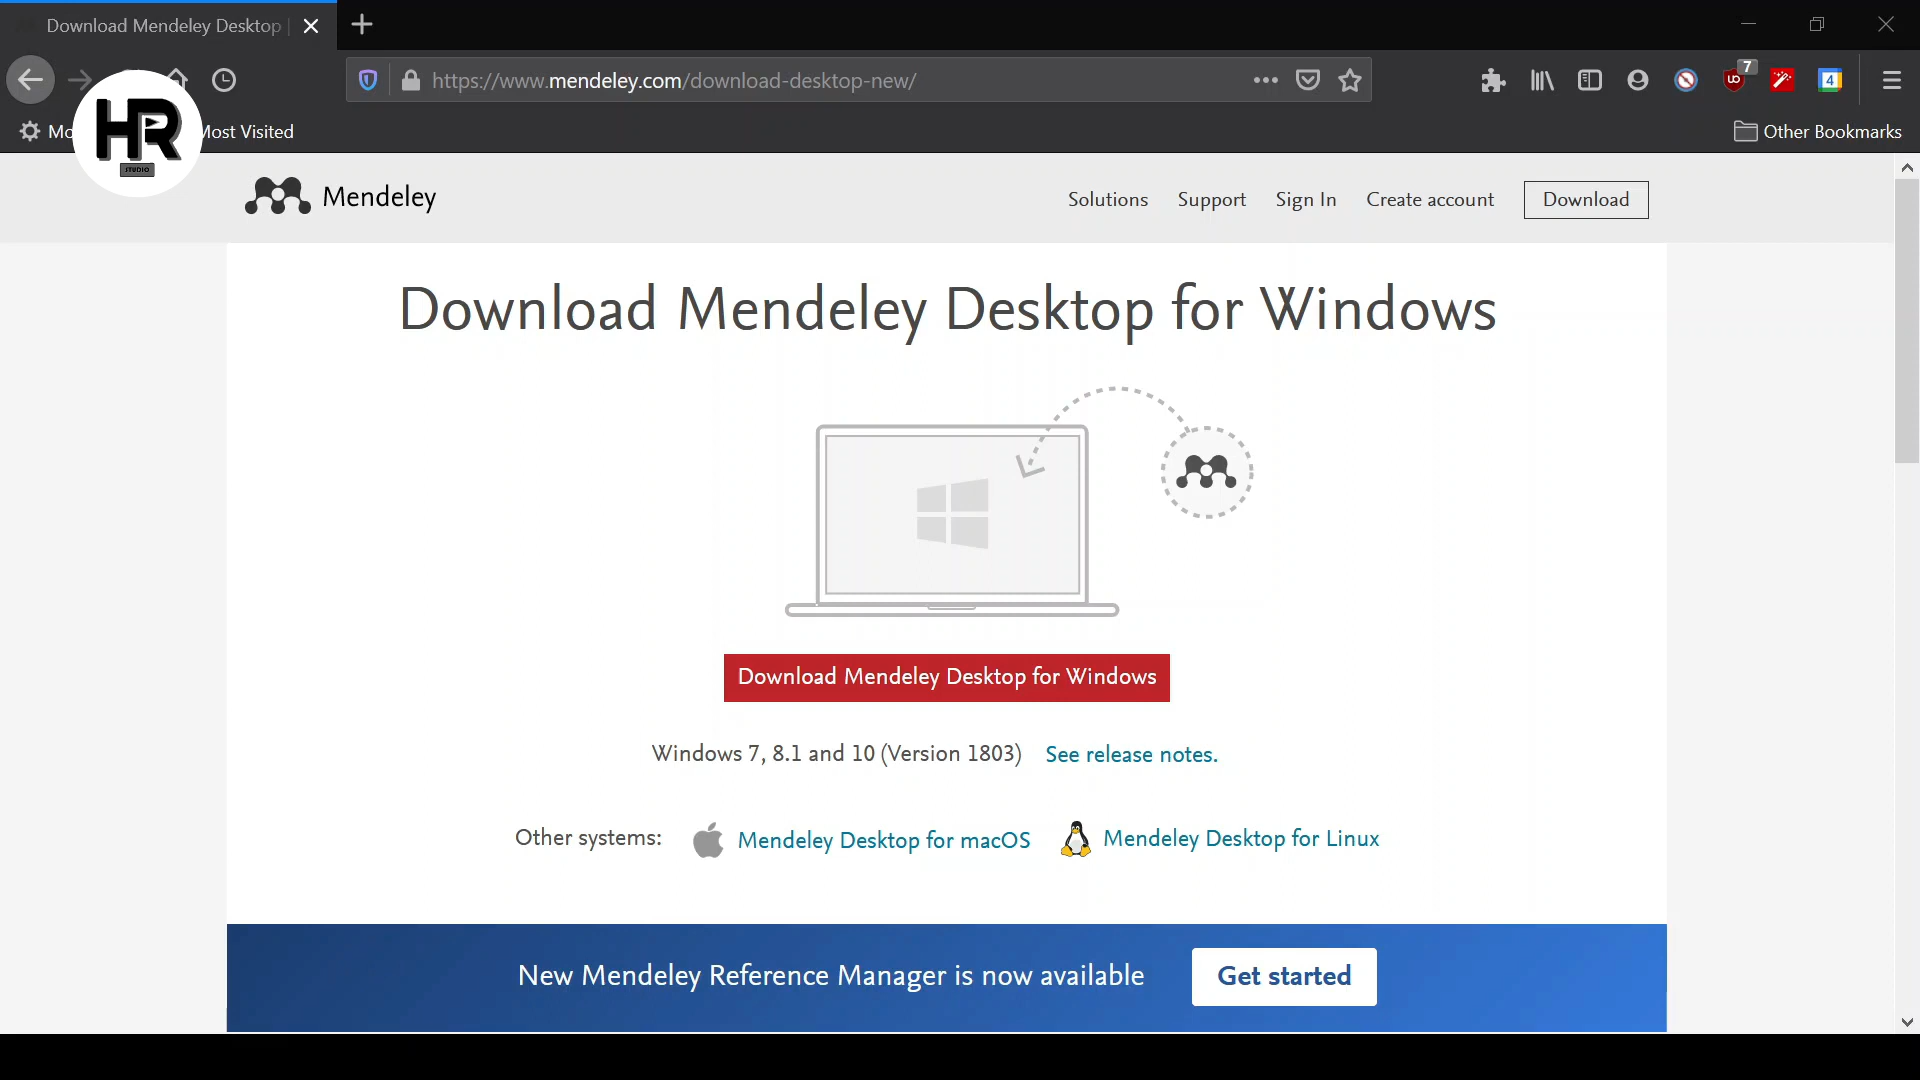 Download Mendeley Desktop
https://www.mendeley.com/download-desktop-new/
7
4
Most Visited
Other Bookmarks
HR
STUDIO
Mendeley
Solutions
Support
Sign In
Create account
Download
Download Mendeley Desktop for Windows
Download Mendeley Desktop for Windows
Windows 7, 8.1 and 10 (Version 1803) See release notes.
Other systems: Mendeley Desktop for macOS Mendeley Desktop for Linux
New Mendeley Reference Manager is now available
Get started